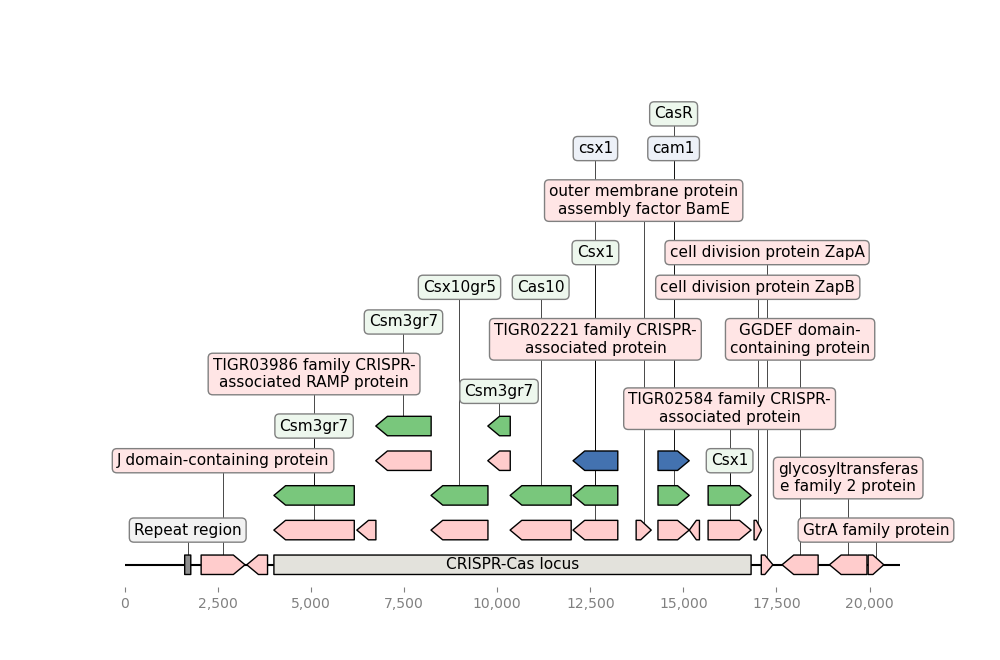 CasR
csx1
cam1
outer membrane protein
assembly factor BamE
Csx1
cell division protein ZapA
Csx10gr5
Cas10
cell division protein ZapB
Csm3gr7
TIGR02221 family CRISPR-
associated protein
GGDEF domain-
containing protein
TIGR03986 family CRISPR-
associated RAMP protein
Csm3gr7
TIGR02584 family CRISPR-
associated protein
Csm3gr7
J domain-containing protein
Csx1
glycosyltransferas
e family 2 protein
Repeat region
GtrA family protein
CRISPR-Cas locus
0
2,500
5,000
7,500
10,000
12,500
15,000
17,500
20,000